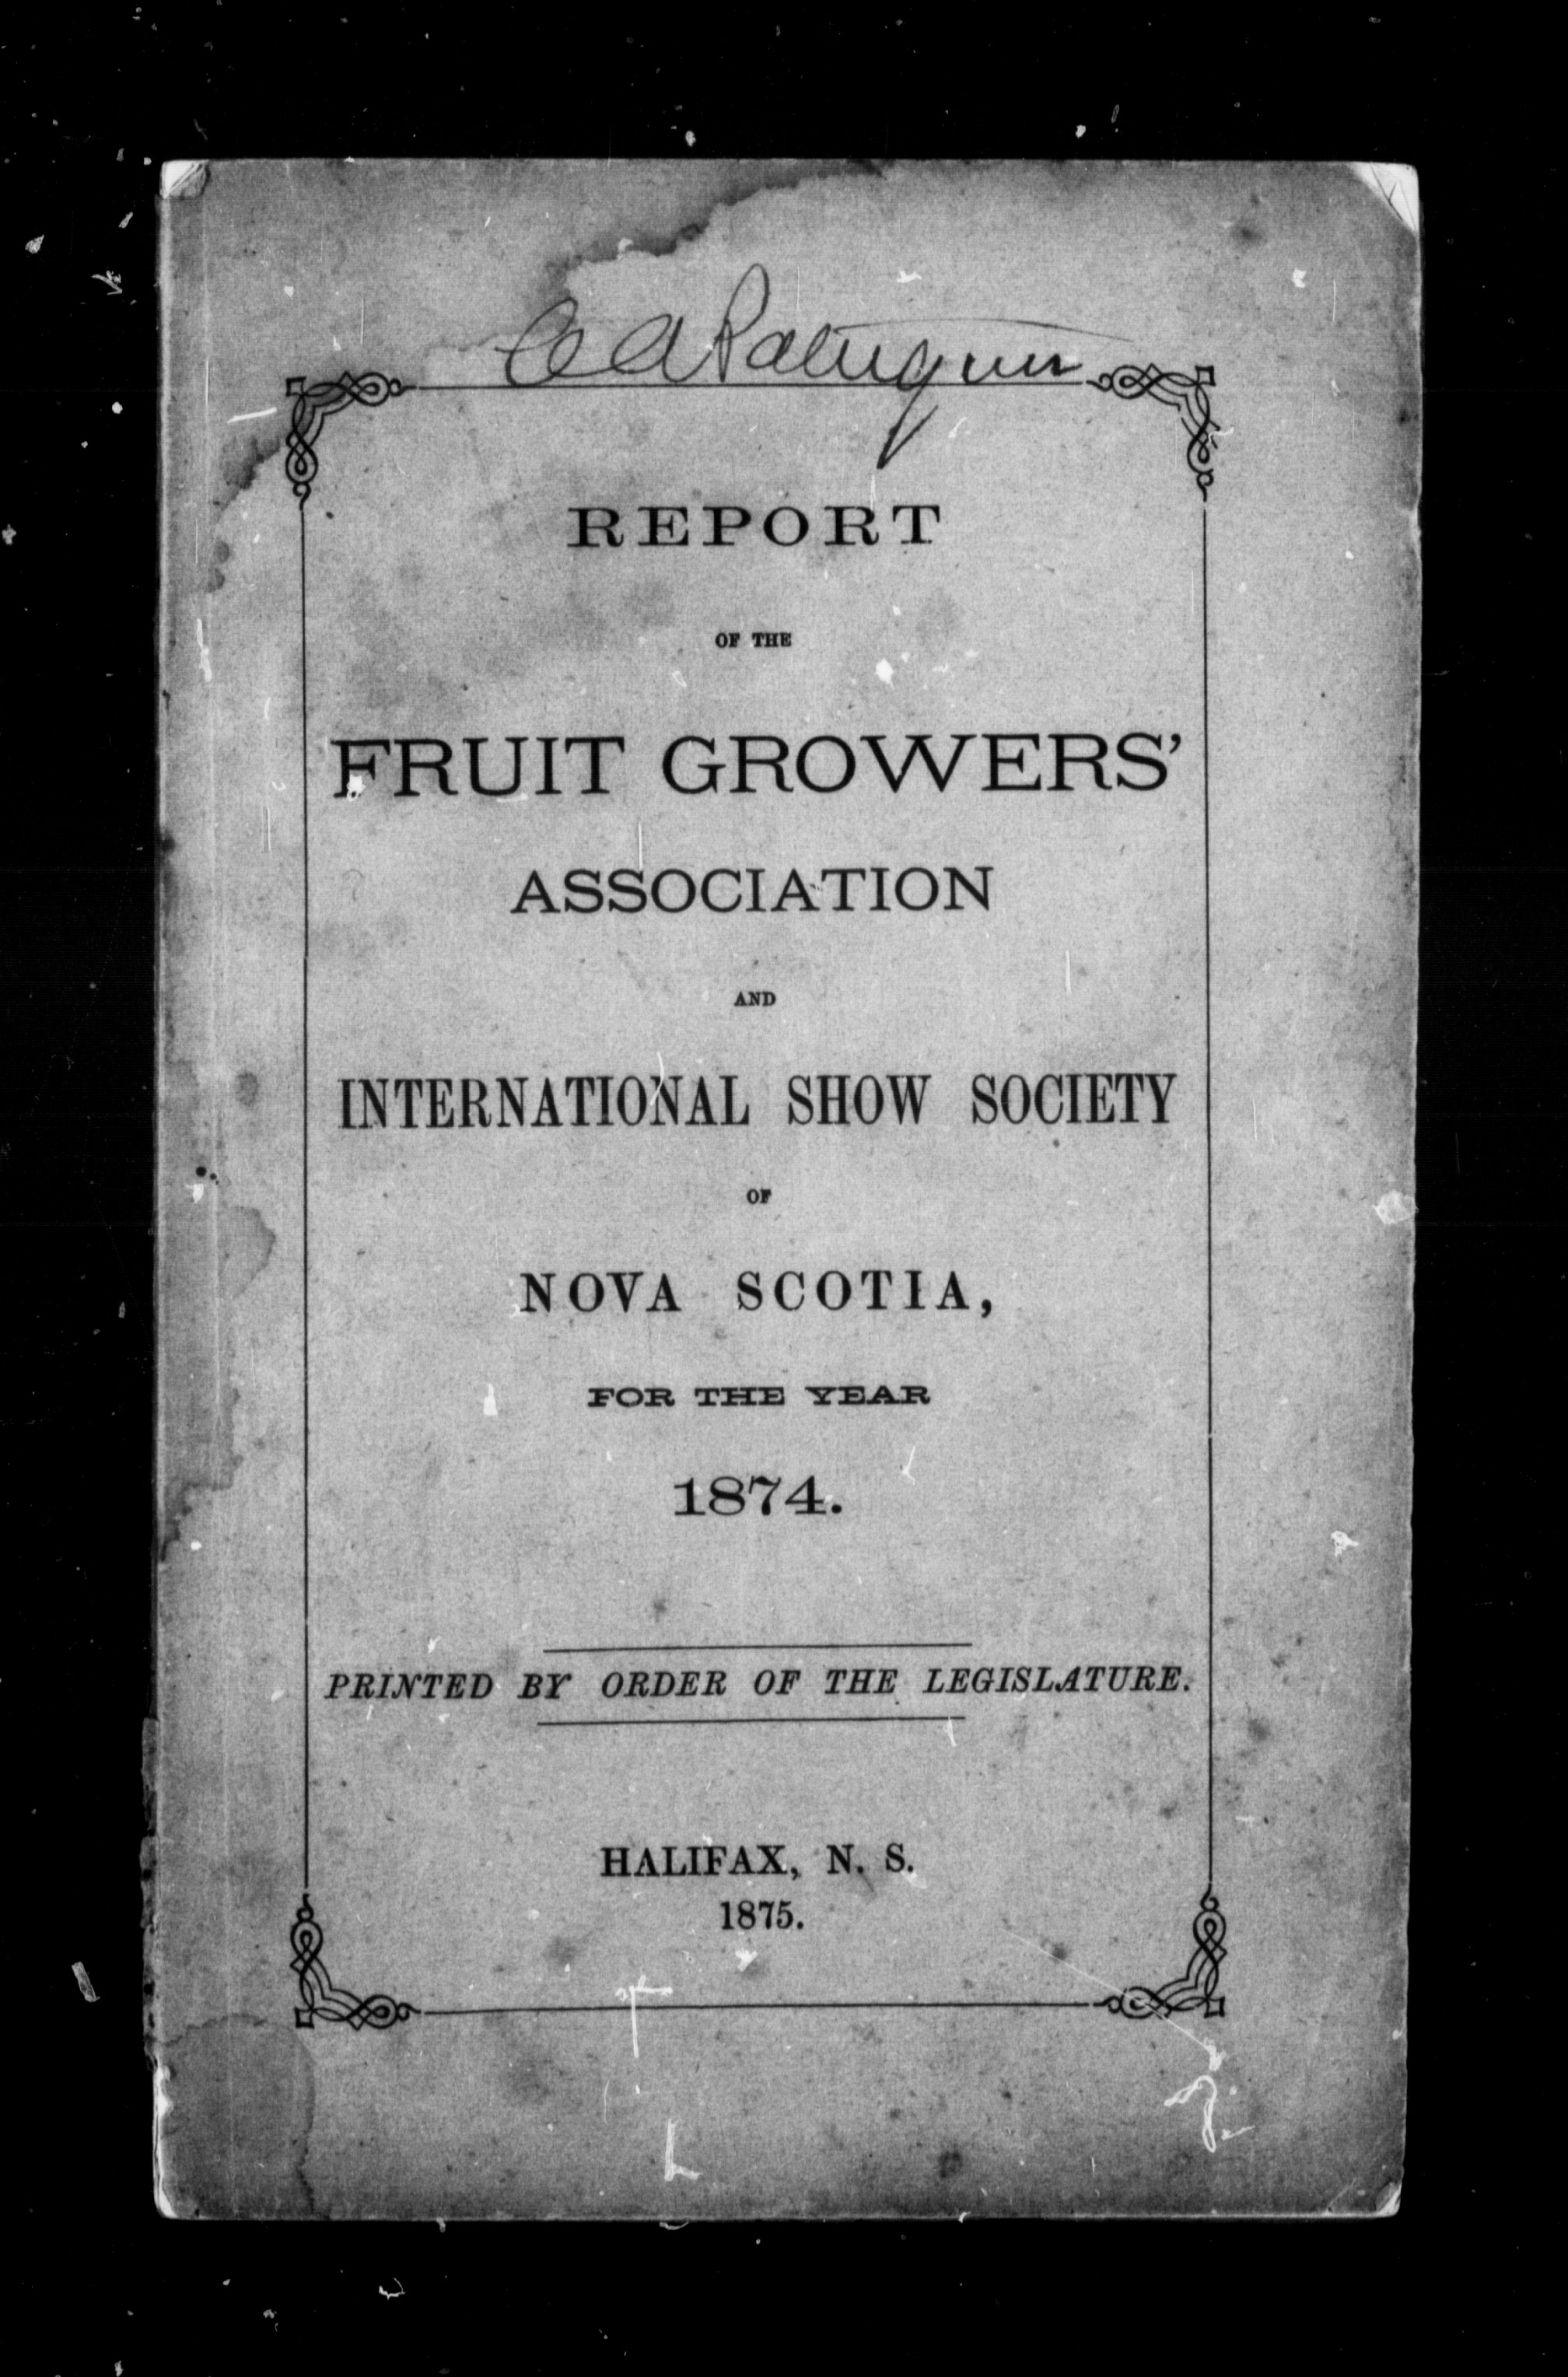 REPORT
OF THE
FRUIT GROWERS'
ASSOCIATION
AND
INTERNATIONAL SHOW SOCIETY
OF
NOVA SCOTIA,
FOR THE YEAR
1874.
PRINTED BY ORDER OF THE LEGISLATURE.
HALIFAX, N. S.
1875.